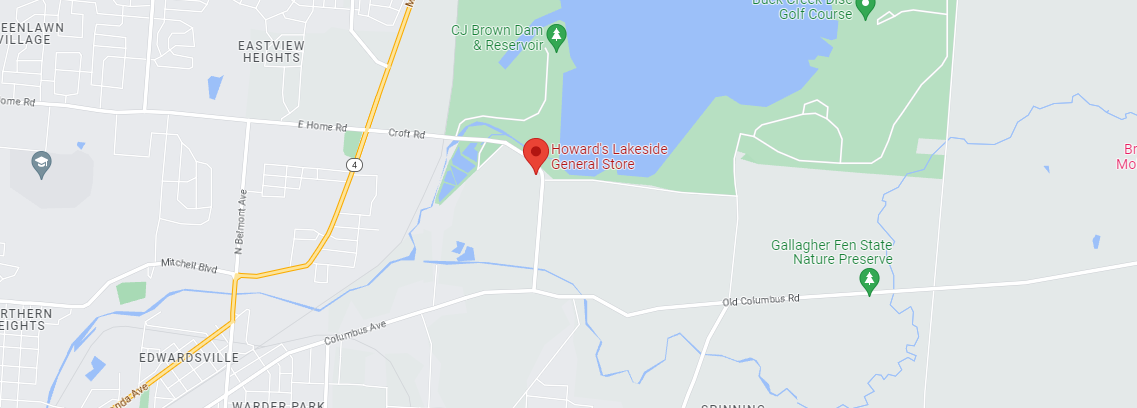 EENLAWN
VILLAGE
EASTVIEW
HEIGHTS
CJ Brown Dam
& Reservoir
Buck Creek Disc
Golf Course
ome Rd
E Home Rd
Croft Rd
4
Howard's Lakeside
General Store
Br
Mo
N Belmont Ave
Mitchell Blvd
Gallagher Fen State
Nature Preserve
Old Columbus Rd
RTHERN
EIGHTS
Columbus Ave
EDWARDSVILLE
nda Ave
WARDER PARK